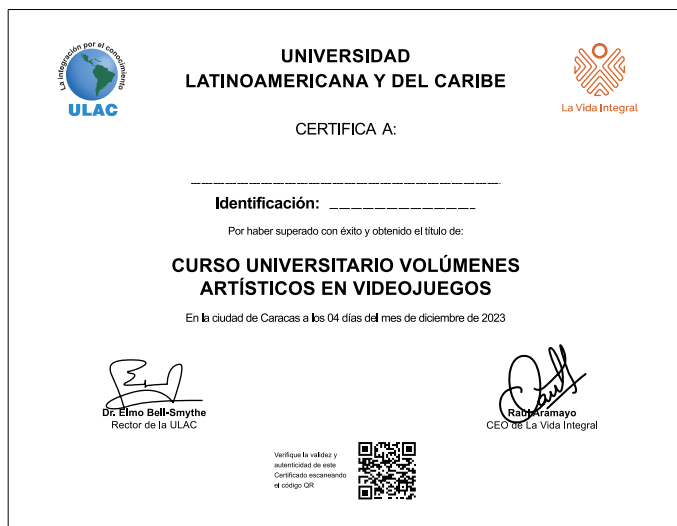 La integración por el conocimiento
ULAC
UNIVERSIDAD
LATINOAMERICANA Y DEL CARIBE
La Vida Integral
CERTIFICA A:
Identificación:
Por haber superado con éxito y obtenido el título de:
CURSO UNIVERSITARIO VOLÚMENES
ARTÍSTICOS EN VIDEOJUEGOS
En la ciudad de Caracas a los 04 días del mes de diciembre de 2023
Dr. Elmo Bell-Smythe
Rector de la ULAC
Raúl Aramayo
CEO de La Vida Integral
Verifique la validez y
autenticidad de este
Certificado escaneando
el código QR